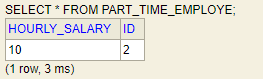 SELECT * FROM PART_TIME_EMPLOYE;
HOURLY_SALARY ID
10 2
(1 row, 3 ms)